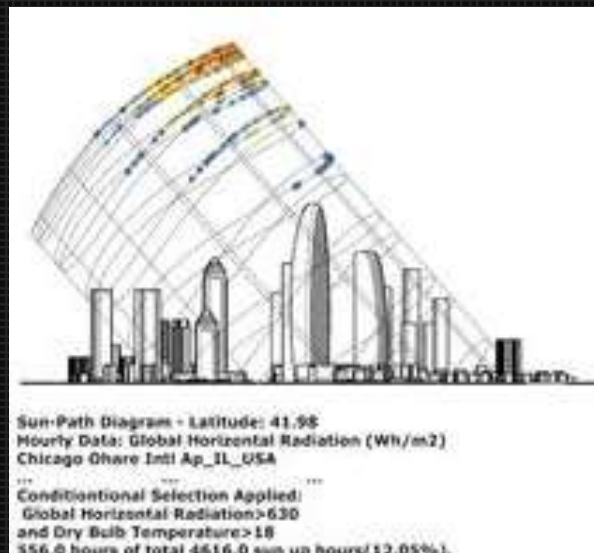 Sun-Path Diagram - Latitude: 41.98
Hourly Data: Global Horizontal Radiation (Wh/m2)
Chicago Ohare Intl Ap_IL_USA
... ... ...
Conditiontional Selection Applied:
Global Horizontal Radiation>630
and Dry Bulb Temperature>18
556.0 hours of total 4616.0 sun up hours(12.05%).